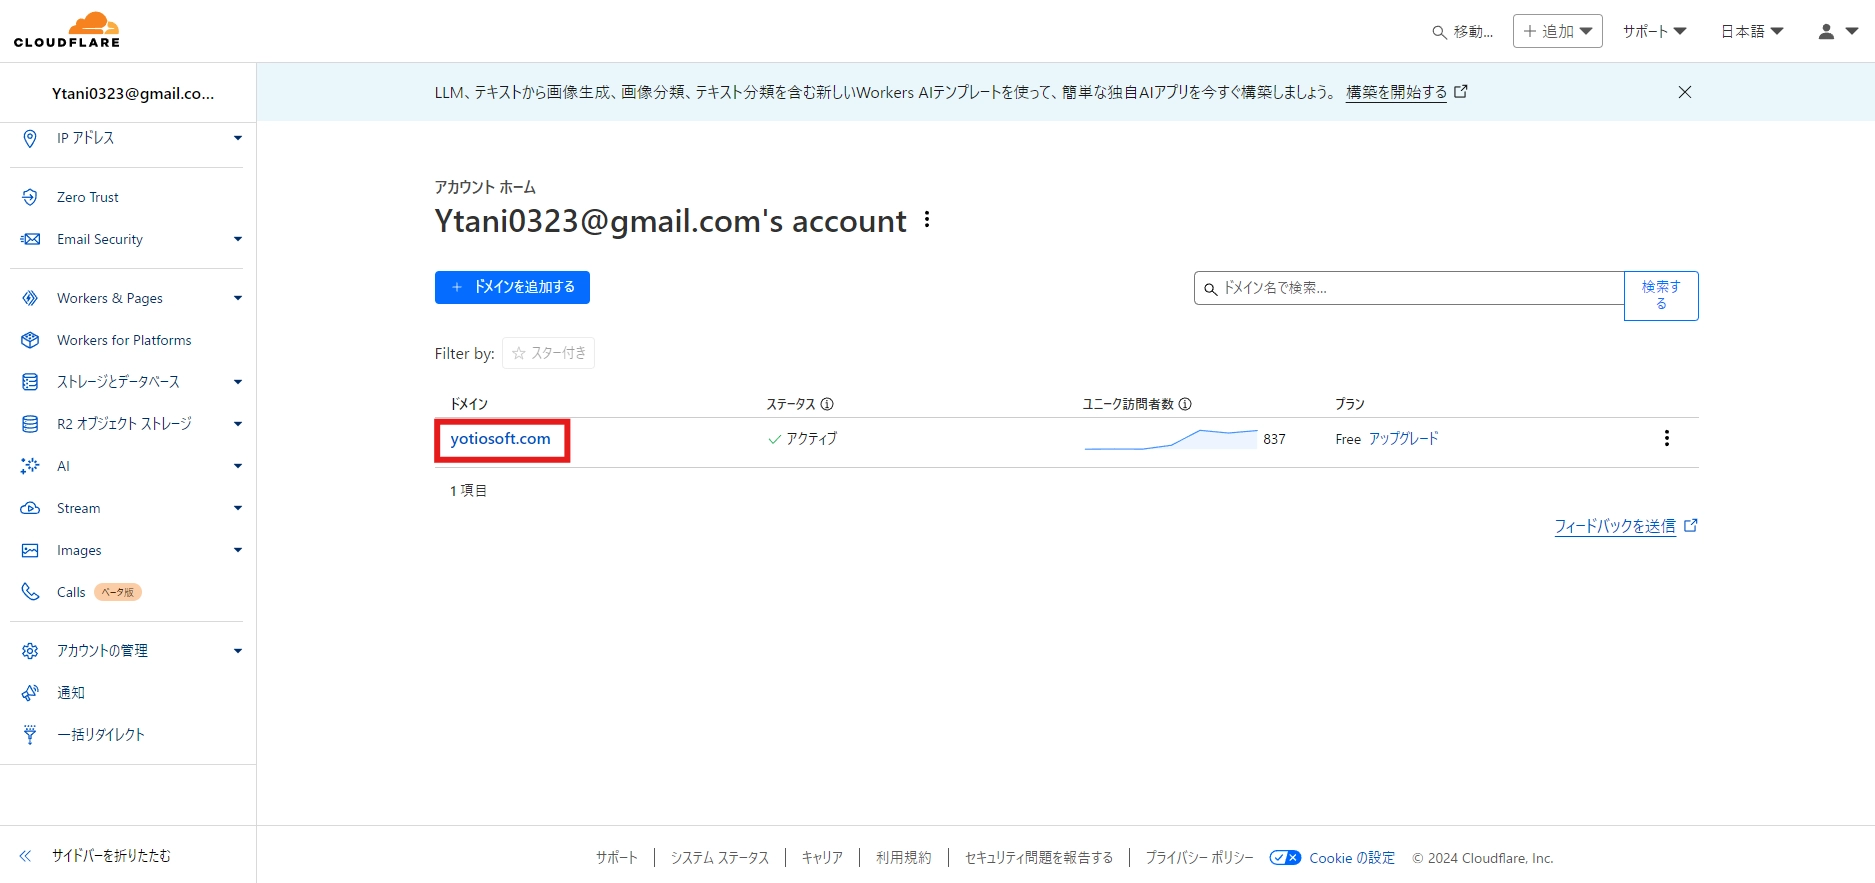 CLOUDFLARE
移動...
追加
サポート
日本語
Ytani0323@gmail.co...
LLM、テキストから画像生成、画像分類、テキスト分類を含む新しいWorkers AIテンプレートを使って、簡単な独自AIアプリを今すぐ構築しましょう。 構築を開始する
IP アドレス
Zero Trust
Email Security
Workers & Pages
Workers for Platforms
ストレージとデータベース
R2 オブジェクト ストレージ
AI
Stream
Images
Calls ベータ版
アカウントの管理
通知
一括リダイレクト
サイドバーを折りたたむ
アカウント ホーム
Ytani0323@gmail.com's account
ドメインを追加する
ドメイン名で検索...
検索す
る
Filter by: スター付き
ドメイン ステータス ユニーク訪問者数 プラン
yotiosoft.com アクティブ 837 Free アップグレード
1 項目
フィードバックを送信
サポート システム ステータス キャリア 利用規約 セキュリティ問題を報告する プライバシー ポリシー Cookie の設定 © 2024 Cloudflare, Inc.